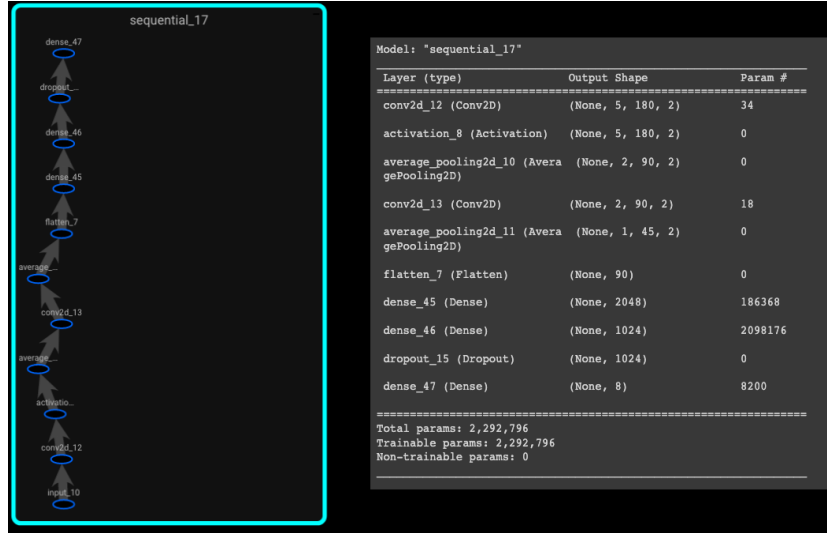 sequential_17
dense_47
dropout_...
dense_46
dense_45
flatten_7
average_...
conv2d_13
average_...
activatio...
conv2d_12
input_10
Model: "sequential_17"
Layer (type) Output Shape Param #
conv2d_12 (Conv2D) (None, 5, 180, 2) 34
activation_8 (Activation) (None, 5, 180, 2) 0
average_pooling2d_10 (Avera (None, 2, 90, 2) 0
gePooling2D)
conv2d_13 (Conv2D) (None, 2, 90, 2) 18
average_pooling2d_11 (Avera (None, 1, 45, 2) 0
gePooling2D)
flatten_7 (Flatten) (None, 90) 0
dense_45 (Dense) (None, 2048) 186368
dense_46 (Dense) (None, 1024) 2098176
dropout_15 (Dropout) (None, 1024) 0
dense_47 (Dense) (None, 8) 8200
Total params: 2,292,796
Trainable params: 2,292,796
Non-trainable params: 0